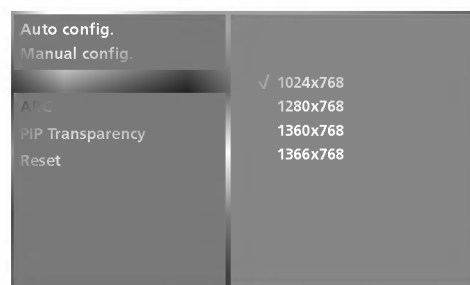 Auto config.
Manual config.
PIP Transparency
Reset
√ 1024x768
1280x768
1360x768
1366x768